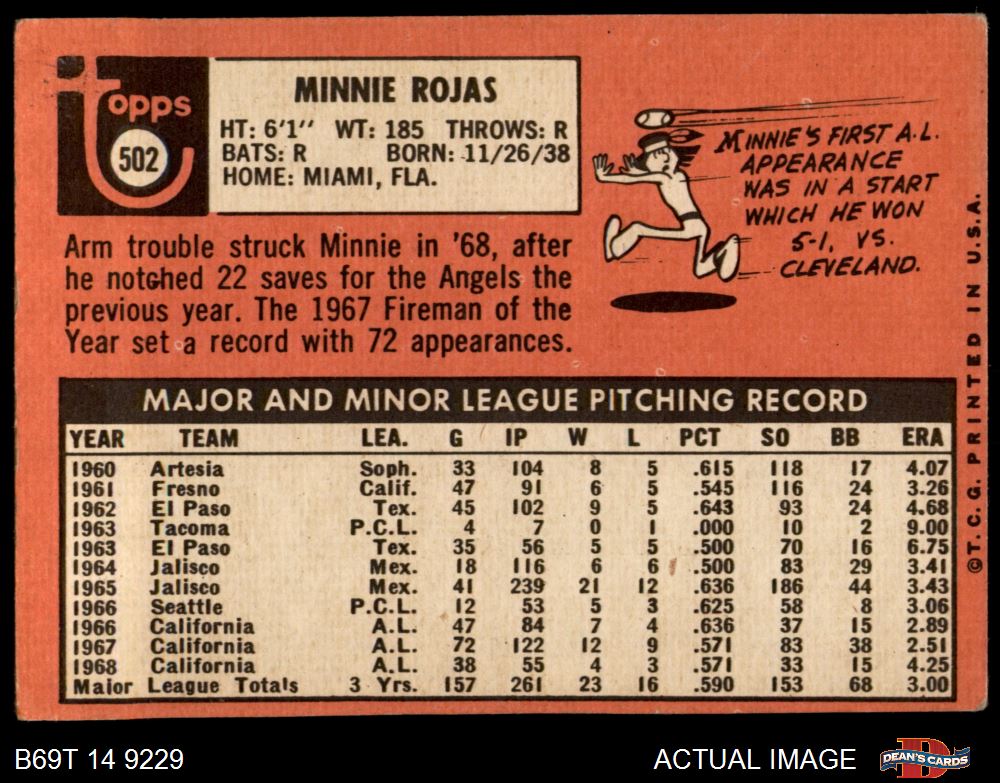 Topps
502
MINNIE ROJAS
HT: 6'1" WT: 185 THROWS: R
BATS: R BORN: 11/26/38
HOME: MIAMI, FLA.
MINNIE'S FIRST A.L.
APPEARANCE
WAS IN A START
WHICH HE WON
5-1, VS.
CLEVELAND.
Arm trouble struck Minnie in '68, after
he notched 22 saves for the Angels the
previous year. The 1967 Fireman of the
Year set a record with 72 appearances.
MAJOR AND MINOR LEAGUE PITCHING RECORD
YEAR TEAM LEA. G IP W L PCT SO BB ERA
1960 Artesia Soph. 33 104 8 5 .615 118 17 4.07
1961 Fresno Calif. 47 91 6 5 .545 116 24 3.26
1962 El Paso Tex. 45 102 9 5 .643 93 24 4.68
1963 Tacoma P.C.L. 4 7 0 1 .000 10 2 9.00
1963 El Paso Tex. 35 56 5 5 .500 70 16 6.75
1964 Jalisco Mex. 18 116 6 6 .500 83 29 3.41
1965 Jalisco Mex. 41 239 21 12 .636 186 44 3.43
1966 Seattle P.C.L. 12 53 5 3 .625 58 8 3.06
1966 California A.L. 47 84 7 4 .636 37 15 2.89
1967 California A.L. 72 122 12 9 .571 83 38 2.51
1968 California A.L. 38 55 4 3 .571 33 15 4.25
Major League Totals 3 Yrs. 157 261 23 16 .590 153 68 3.00
©T.C.G. PRINTED IN U.S.A.
B69T 14 9229
ACTUAL IMAGE
DEAN'S CARDS